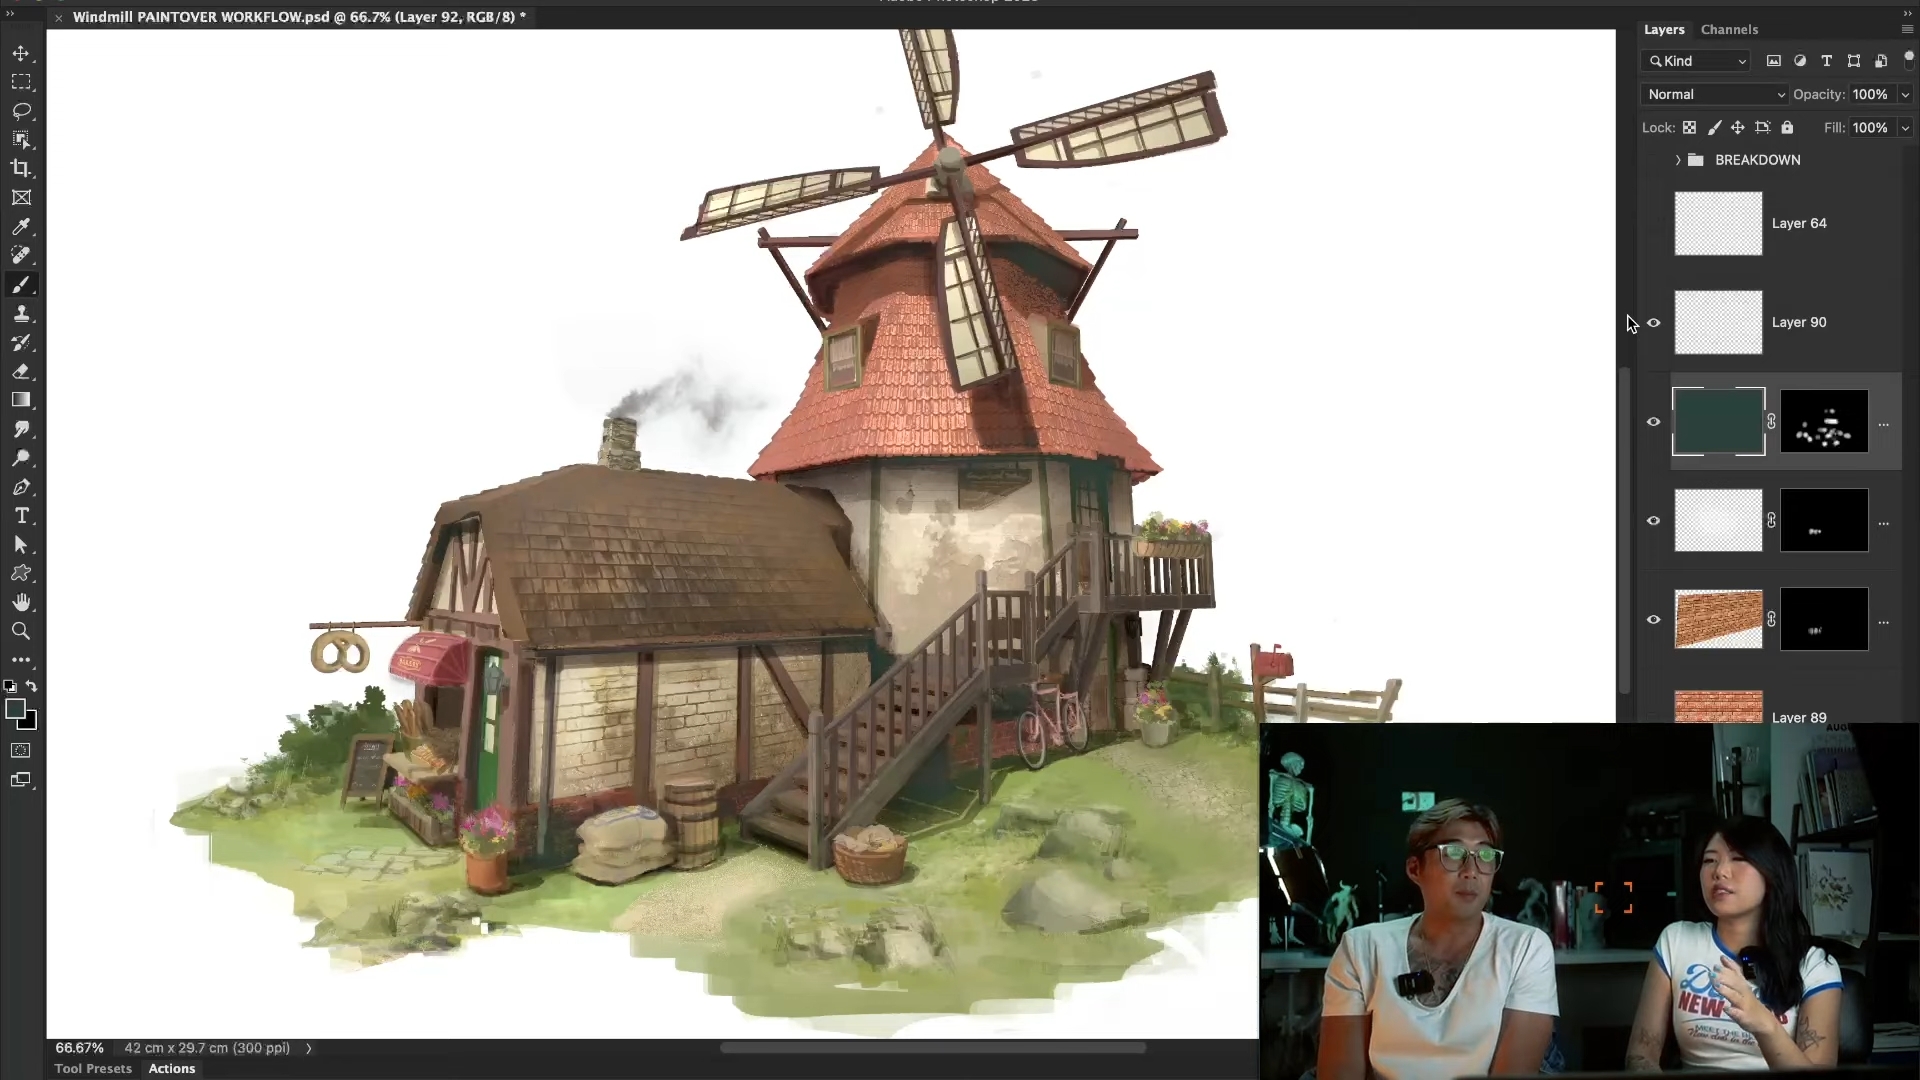 Windmill PAINTOVER WORKFLOW.psd @ 66.7% (Layer 92, RGB/8) *
Layers Channels
Kind
Normal Opacity: 100%
Lock: Fill: 100%
BREAKDOWN
Layer 64
Layer 90
Layer 89
BAKERY
NEW
66.67% 42 cm x 29.7 cm (300 ppi)
Tool Presets Actions